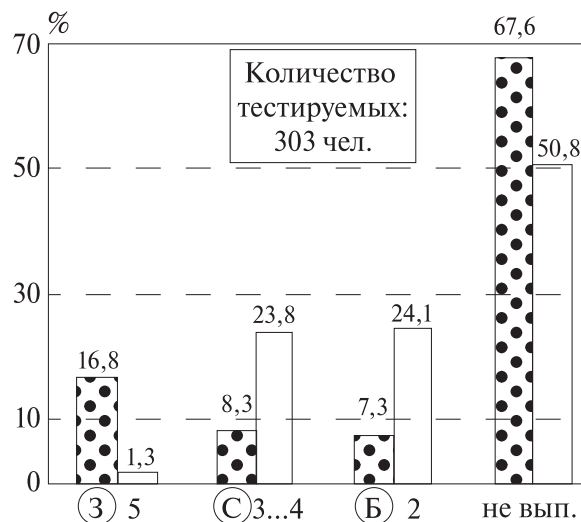 %
70
50
30
10
0
Количество
тестируемых:
303 чел.
16,8
1,3
8,3
23,8
7,3
24,1
67,6
50,8
З 5
С 3...4
Б 2
не вып.